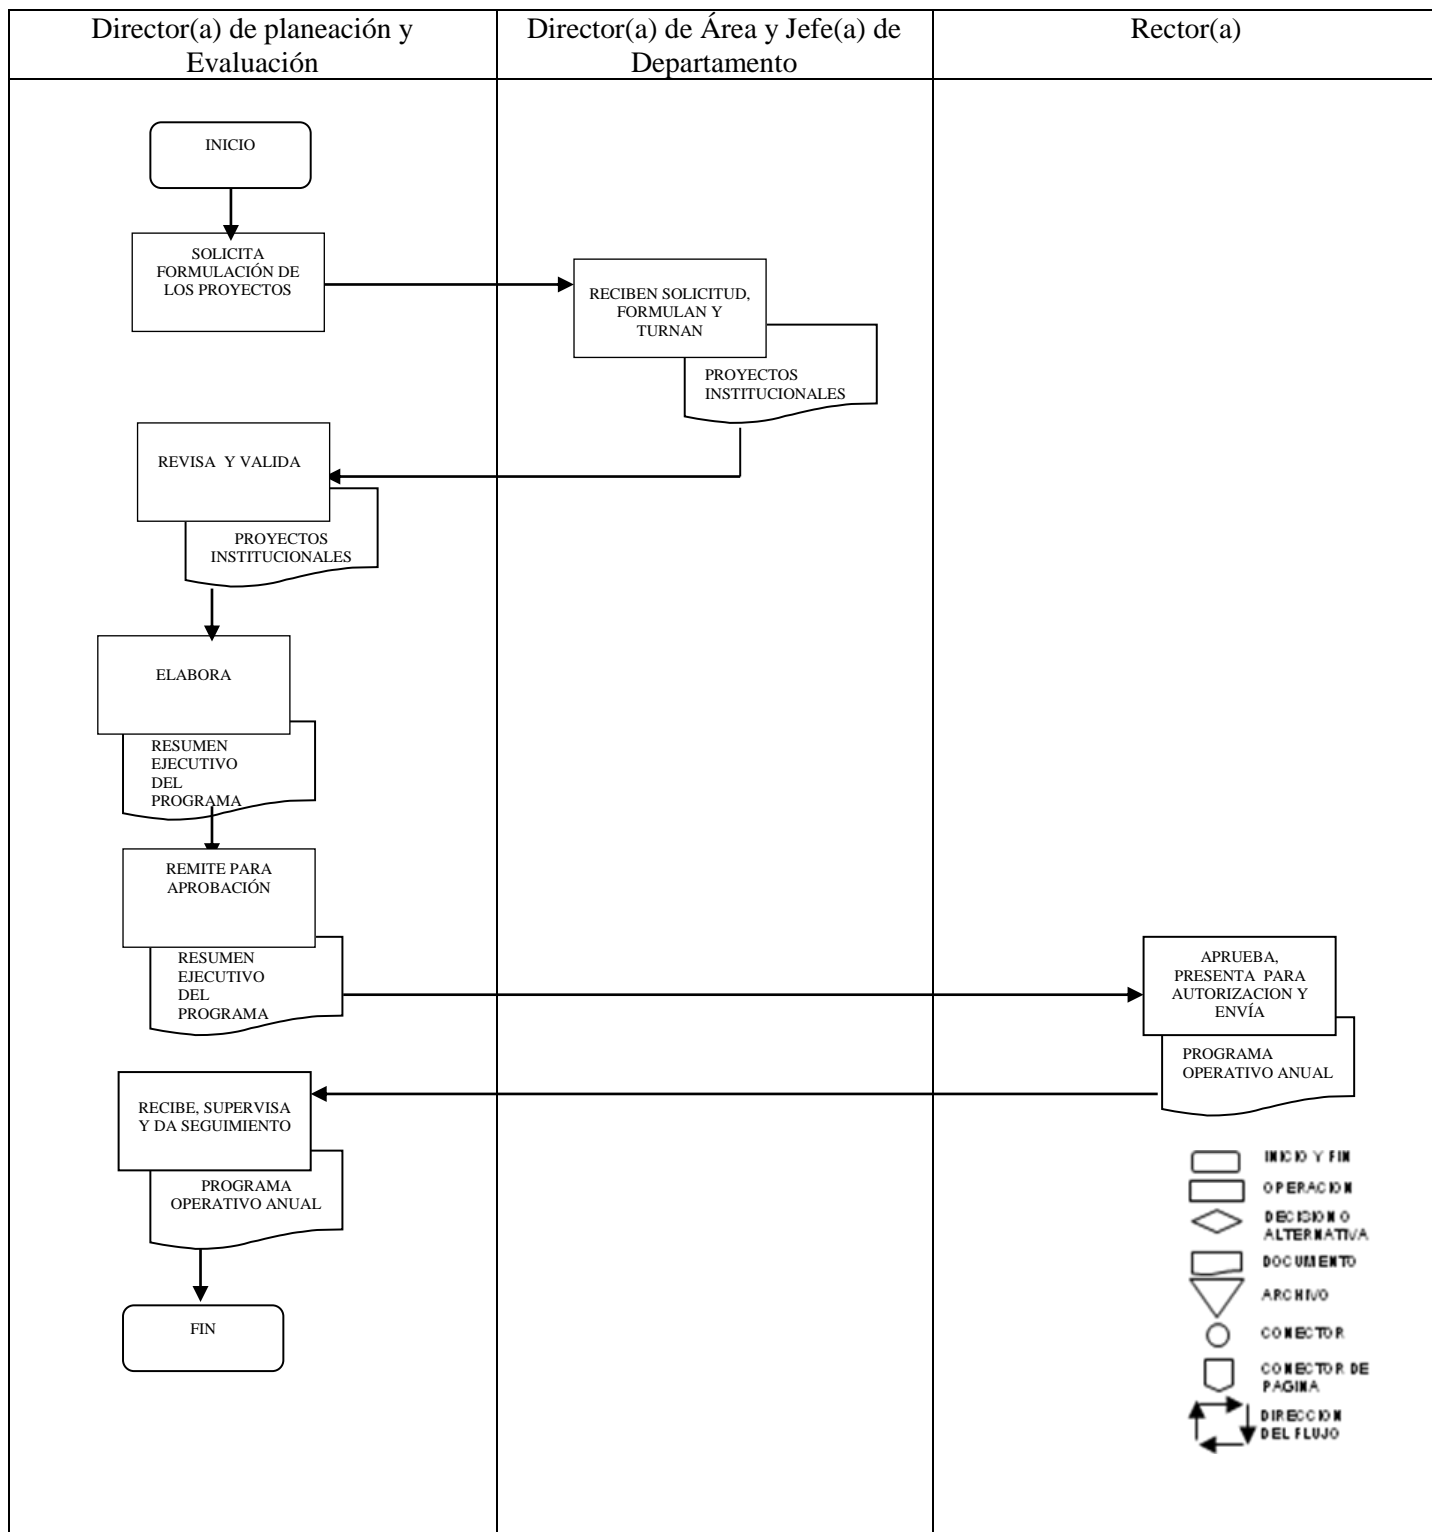 Director(a) de planeación y
Evaluación
Director(a) de Área y Jefe(a) de
Departamento
Rector(a)
INICIO
SOLICITA
FORMULACIÓN DE
LOS PROYECTOS
RECIBEN SOLICITUD,
FORMULAN Y
TURNAN
PROYECTOS
INSTITUCIONALES
REVISA Y VALIDA
PROYECTOS
INSTITUCIONALES
ELABORA
RESUMEN
EJECUTIVO
DEL
PROGRAMA
REMITE PARA
APROBACIÓN
RESUMEN
EJECUTIVO
DEL
PROGRAMA
APRUEBA,
PRESENTA PARA
AUTORIZACION Y
ENVÍA
PROGRAMA
OPERATIVO ANUAL
RECIBE, SUPERVISA
Y DA SEGUIMIENTO
PROGRAMA
OPERATIVO ANUAL
FIN
INICIO Y FIN
OPERACION
DECISION O
ALTERNATIVA
DOCUMENTO
ARCHIVO
CONECTOR
CONECTOR DE
PAGINA
DIRECCION
DEL FLUJO